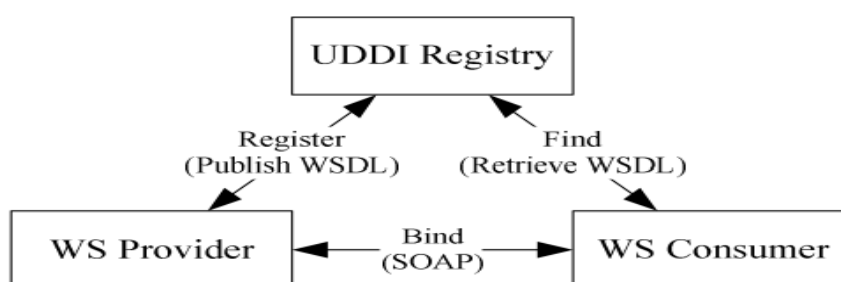 UDDI Registry
Register
(Publish WSDL)
Find
(Retrieve WSDL)
WS Provider
Bind
(SOAP)
WS Consumer